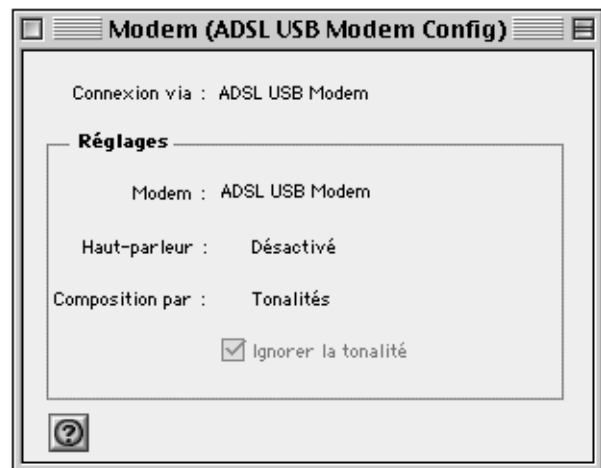 Modem (ADSL USB Modem Config)
Connexion via : ADSL USB Modem
Réglages
Modem : ADSL USB Modem
Haut-parleur : Désactivé
Composition par : Tonalités
Ignorer la tonalité
?